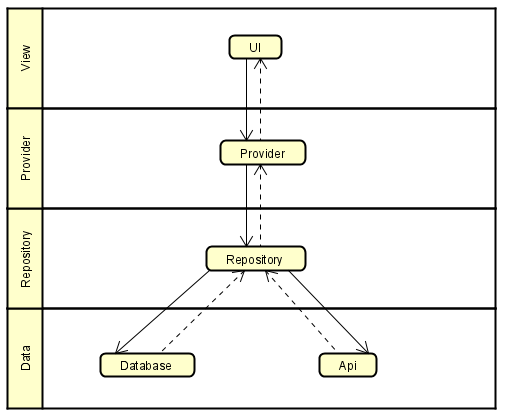 View
UI
Provider
Provider
Repository
Repository
Data
Database
Api